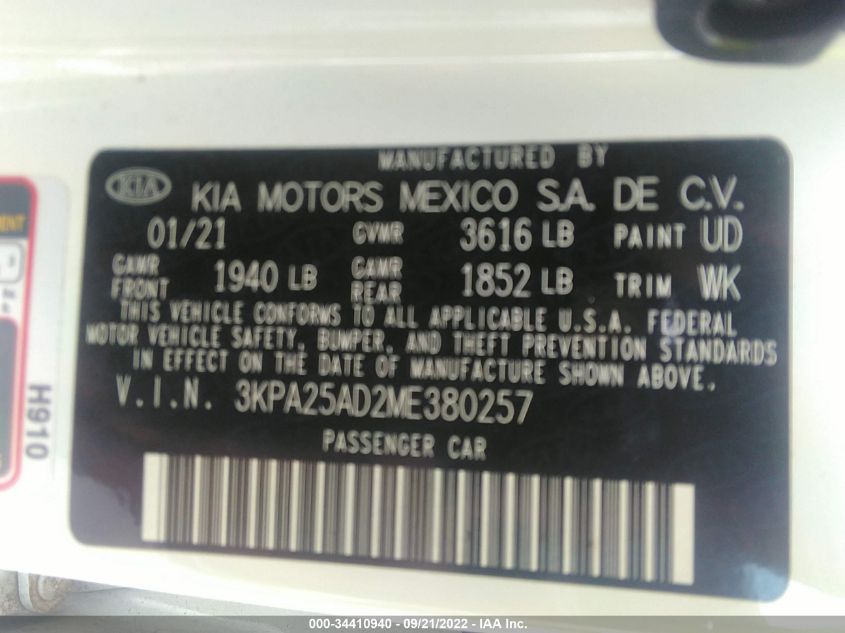 MANUFACTURED BY
KIA KIA MOTORS MEXICO S.A. DE C.V.
01/21 GVWR 3616 LB PAINT UD
GAWR FRONT 1940 LB GAWR REAR 1852 LB TRIM WK
THIS VEHICLE CONFORMS TO ALL APPLICABLE U.S.A. FEDERAL
MOTOR VEHICLE SAFETY, BUMPER, AND THEFT PREVENTION STANDARDS
IN EFFECT ON THE DATE OF MANUFACTURE SHOWN ABOVE.
V.I.N. 3KPA25AD2ME380257
PASSENGER CAR
H910
000-34410940 - 09/21/2022 - IAA Inc.